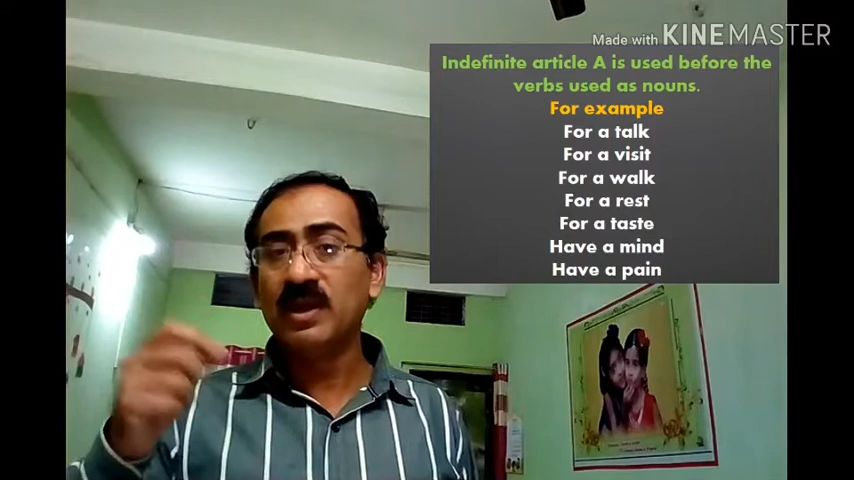 Made with KINEMASTER
Indefinite article A is used before the
verbs used as nouns.
For example
For a talk
For a visit
For a walk
For a rest
For a taste
Have a mind
Have a pain